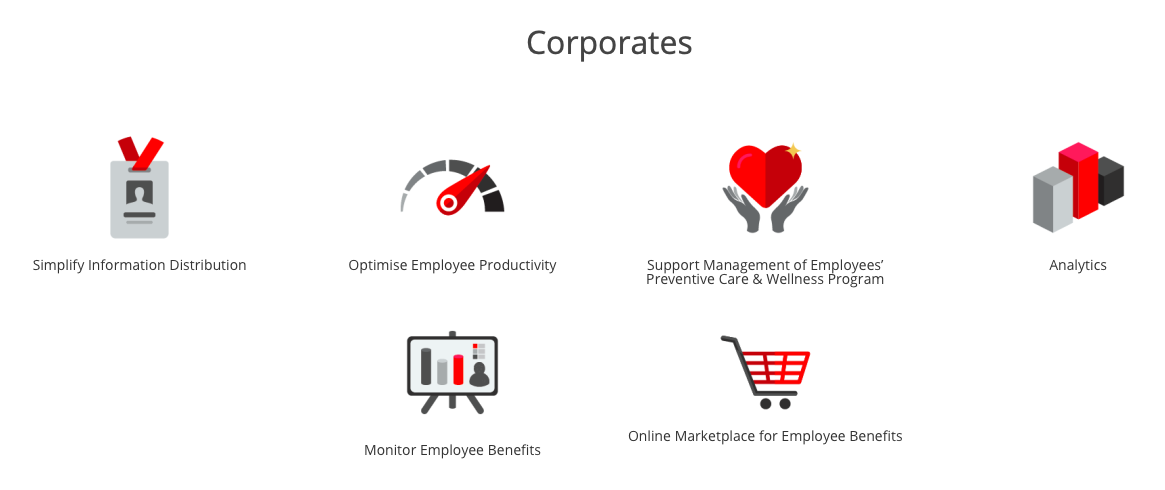 Corporates
Simplify Information Distribution
Optimise Employee Productivity
Support Management of Employees’
Preventive Care & Wellness Program
Analytics
Monitor Employee Benefits
Online Marketplace for Employee Benefits